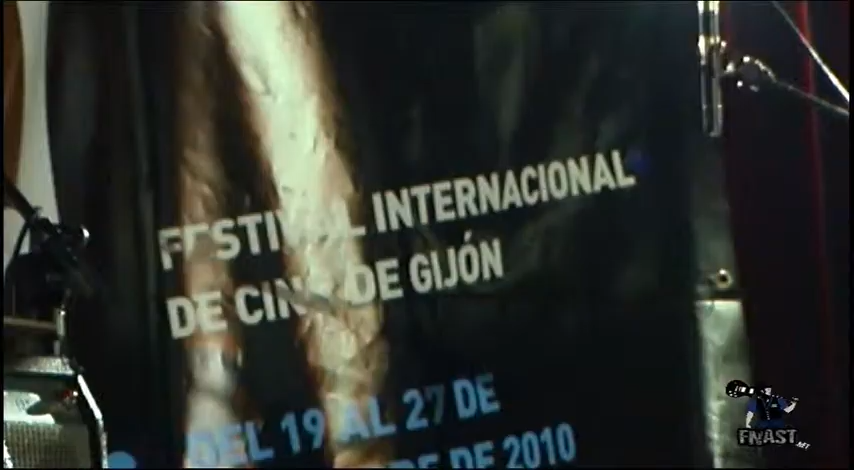 FESTIVAL INTERNACIONAL
DE CINE DE GIJÓN
DEL 19 AL 27 DE
DE 2010
FNAST